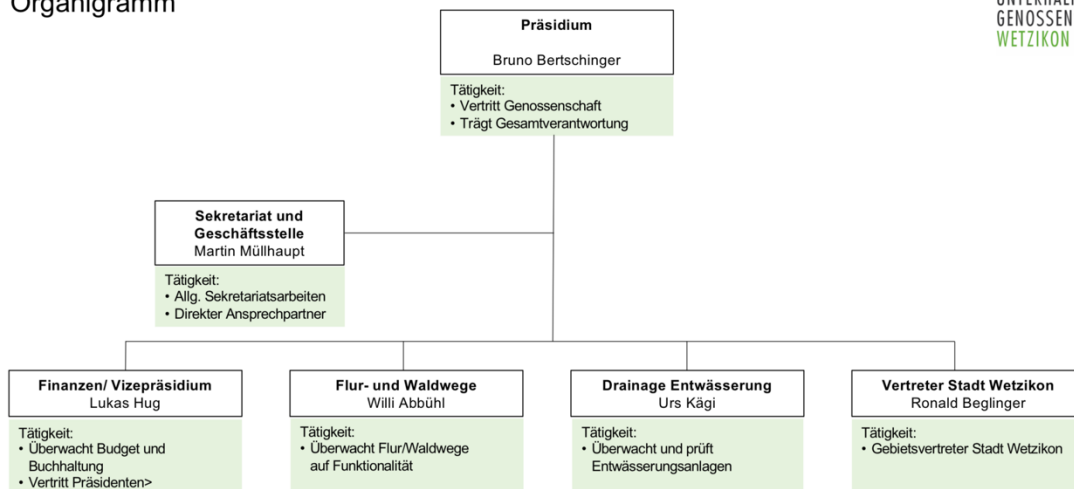 Organigramm
GENOSSEN
WETZIKON
Präsidium
Bruno Bertschinger
Tätigkeit:
• Vertritt Genossenschaft
• Trägt Gesamtverantwortung
Sekretariat und
Geschäftsstelle
Martin Müllhaupt
Tätigkeit:
• Allg. Sekretariatsarbeiten
• Direkter Ansprechpartner
Finanzen/ Vizepräsidium
Lukas Hug
Tätigkeit:
• Überwacht Budget und
Buchhaltung
• Vertritt Präsidenten>
Flur- und Waldwege
Willi Abbühl
Tätigkeit:
• Überwacht Flur/Waldwege
auf Funktionalität
Drainage Entwässerung
Urs Kägi
Tätigkeit:
• Überwacht und prüft
Entwässerungsanlagen
Vertreter Stadt Wetzikon
Ronald Beglinger
Tätigkeit:
• Gebietsvertreter Stadt Wetzikon